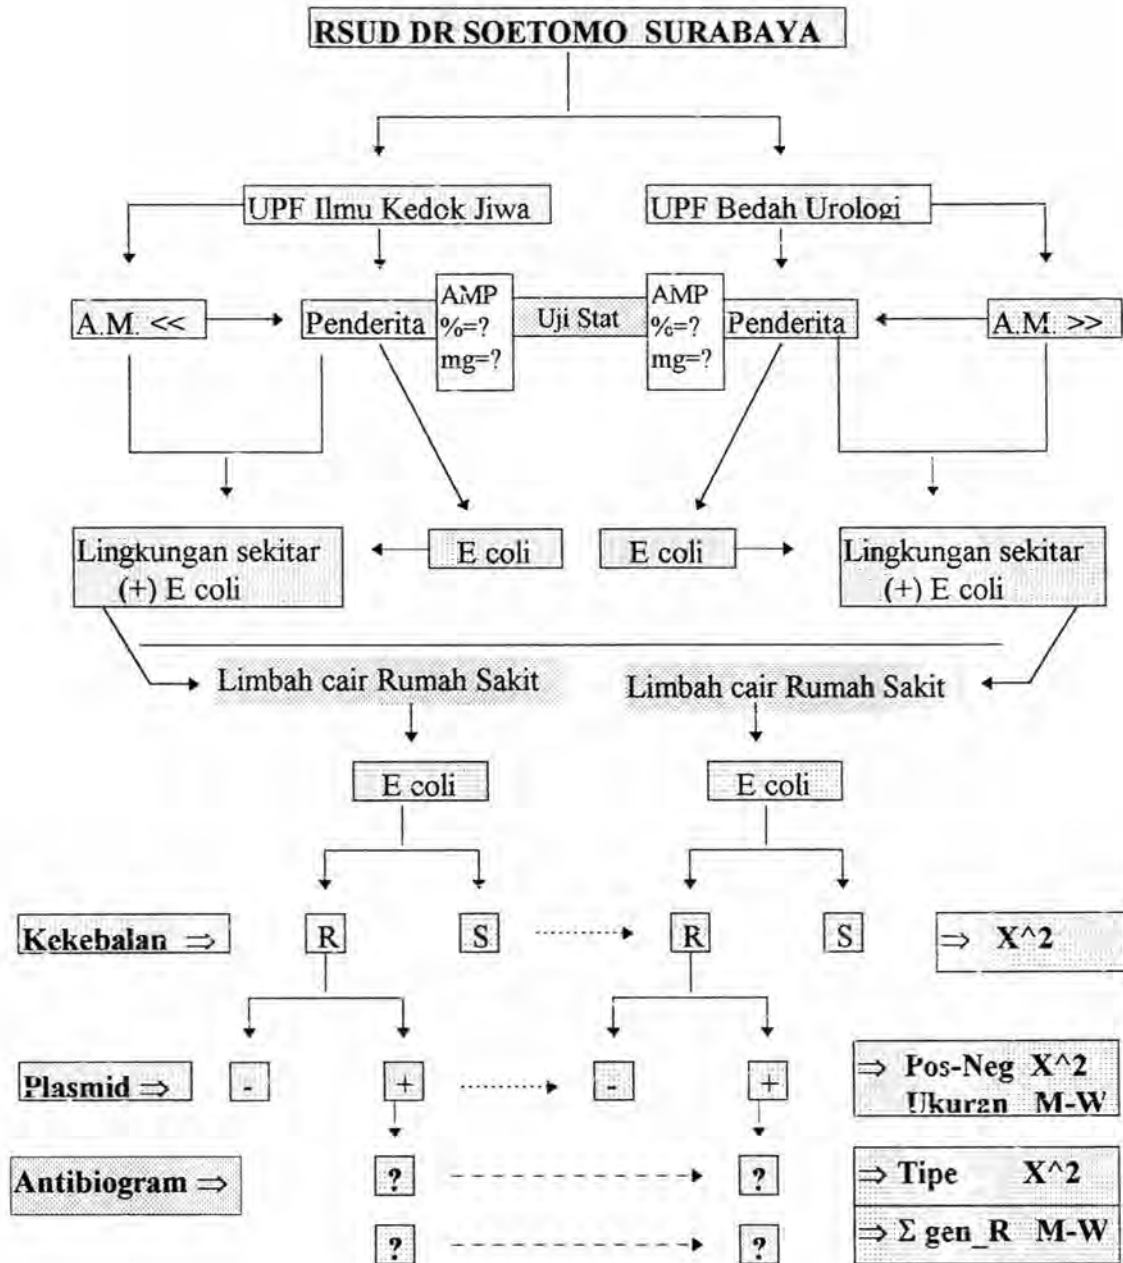 RSUD DR SOETOMO SURABAYA
UPF Ilmu Kedok Jiwa
UPF Bedah Urologi
A.M. <<
Penderita
AMP
%=?
mg=?
Uji Stat
AMP
%=?
mg=?
Penderita
A.M. >>
Lingkungan sekitar
(+) E coli
E coli
E coli
Lingkungan sekitar
(+) E coli
Limbah cair Rumah Sakit
Limbah cair Rumah Sakit
E coli
E coli
Kekebalan ⇒
R
S
R
S
⇒ X^2
Plasmid ⇒
-
+
-
+
⇒ Pos-Neg X^2
Ukuran M-W
Antibiogram ⇒
?
?
⇒ Tipe X^2
?
?
⇒ Σ gen_R M-W